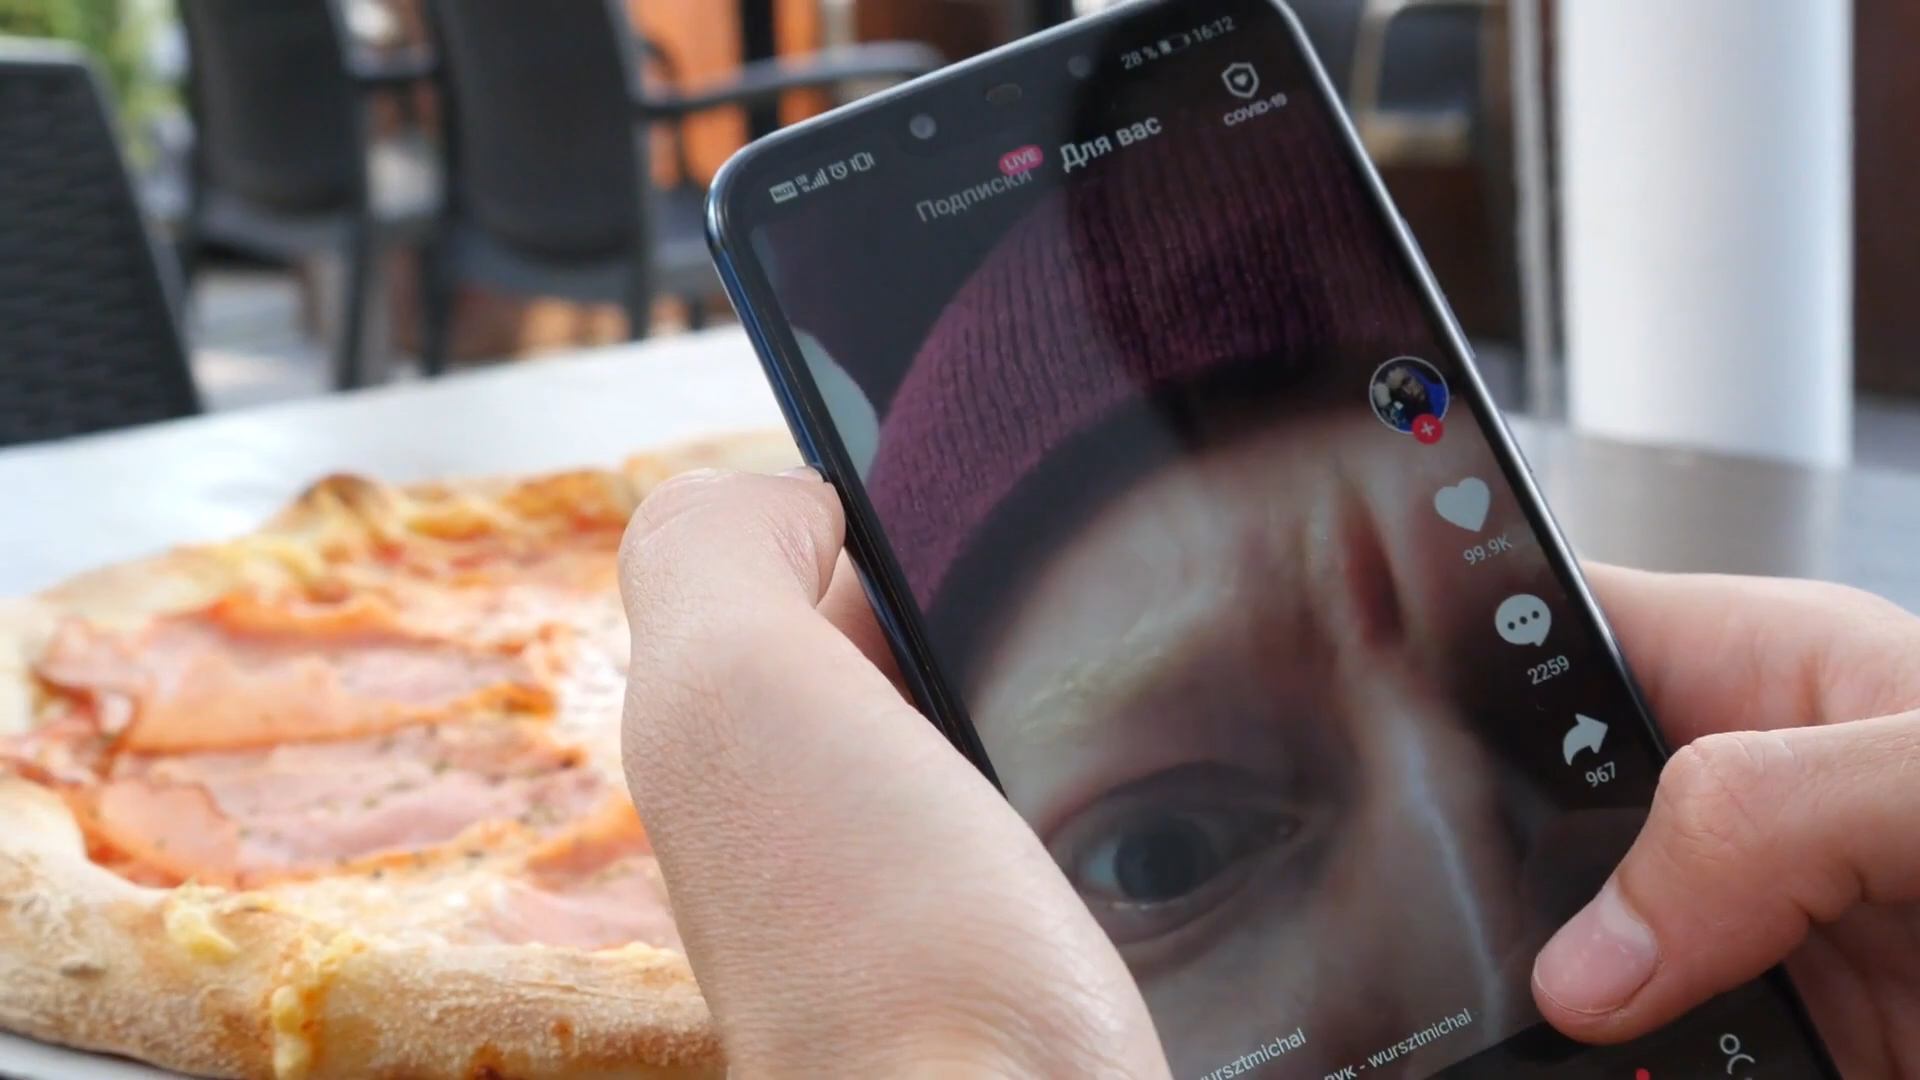 28 % 16:12
COVID-19
LIVE
Подписки
Для вас
99.9K
2259
967
wursztmichal
- wursztmichal